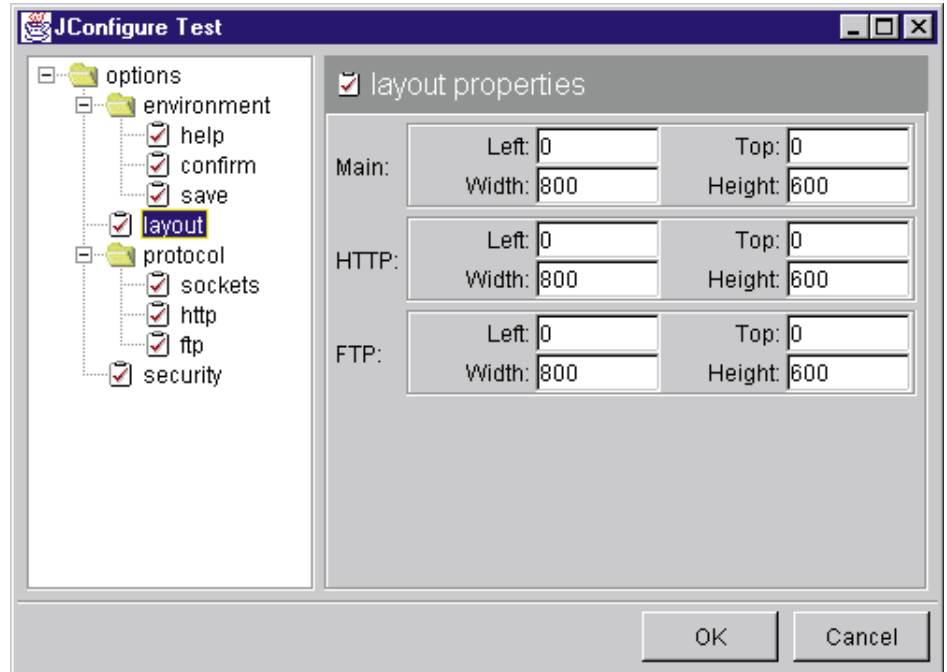 JConfigure Test
options
environment
help
confirm
save
layout
protocol
sockets
http
ftp
security
layout properties
Main:
Left: 0 Top: 0
Width: 800 Height: 600
HTTP:
Left: 0 Top: 0
Width: 800 Height: 600
FTP:
Left: 0 Top: 0
Width: 800 Height: 600
OK Cancel